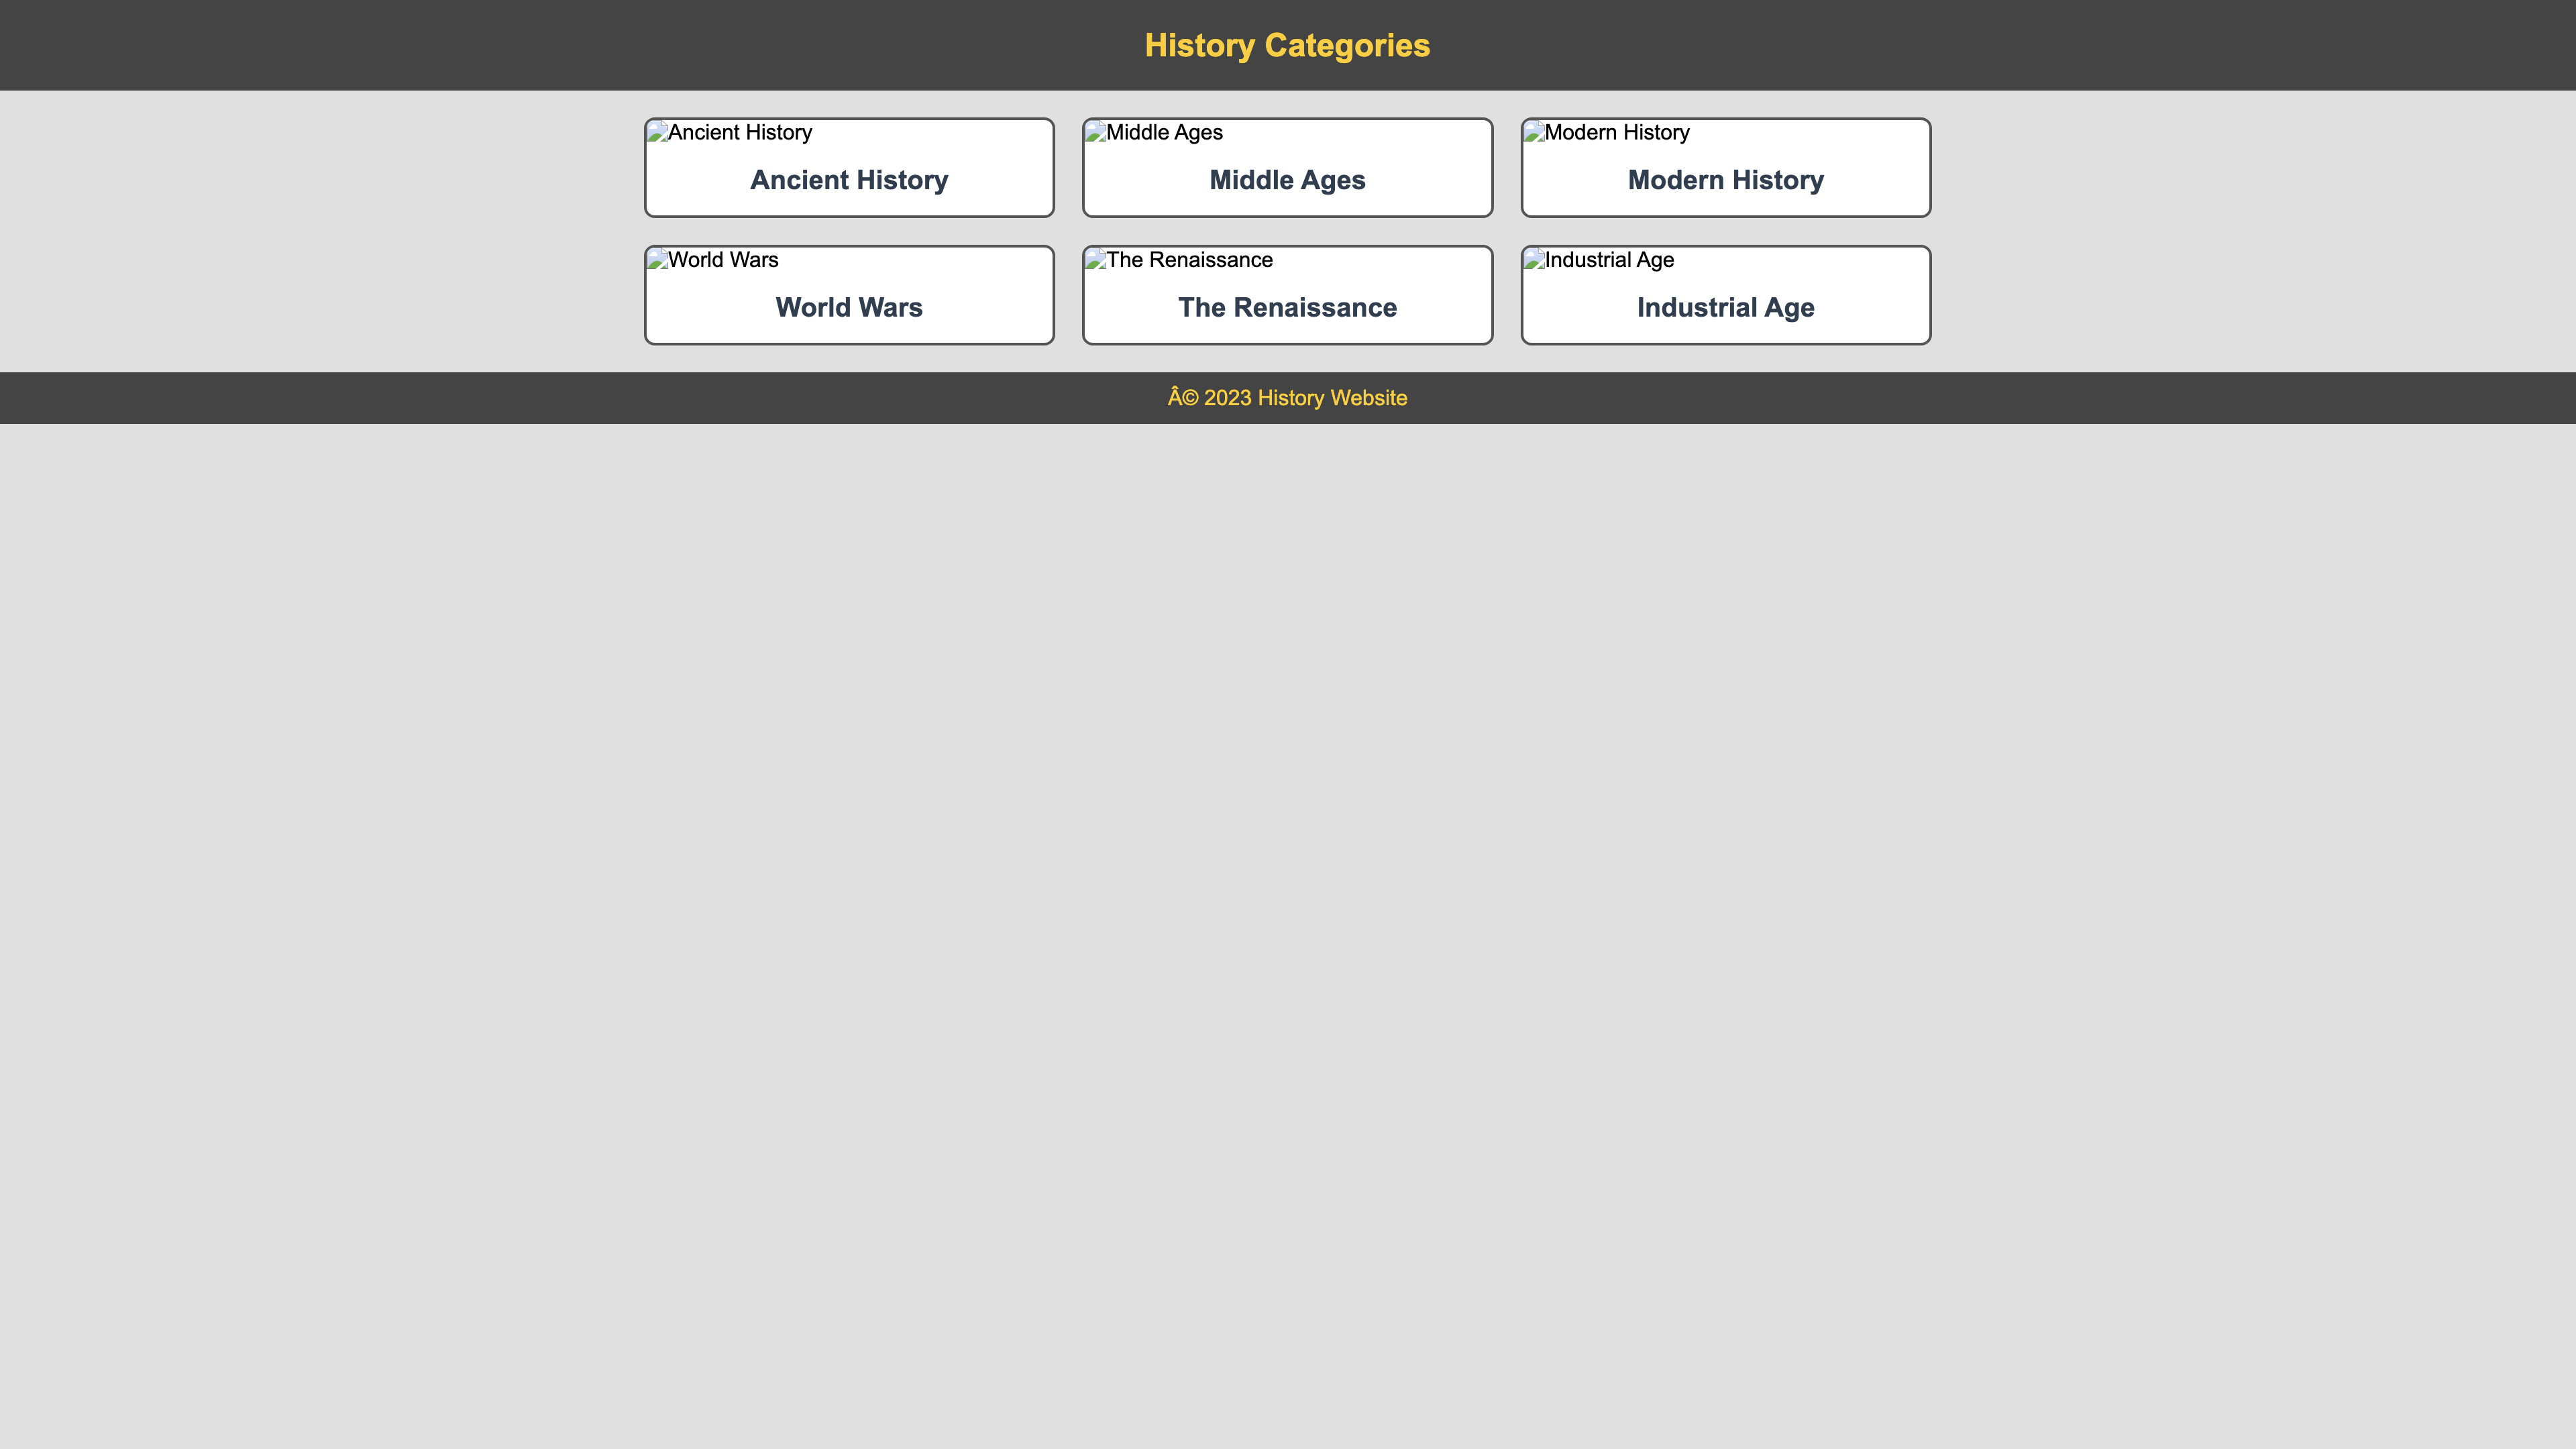 History Categories
Ancient History
Middle Ages
Modern History
Ancient History
Middle Ages
Modern History
World Wars
The Renaissance
Industrial Age
World Wars
The Renaissance
Industrial Age
Â© 2023 History Website